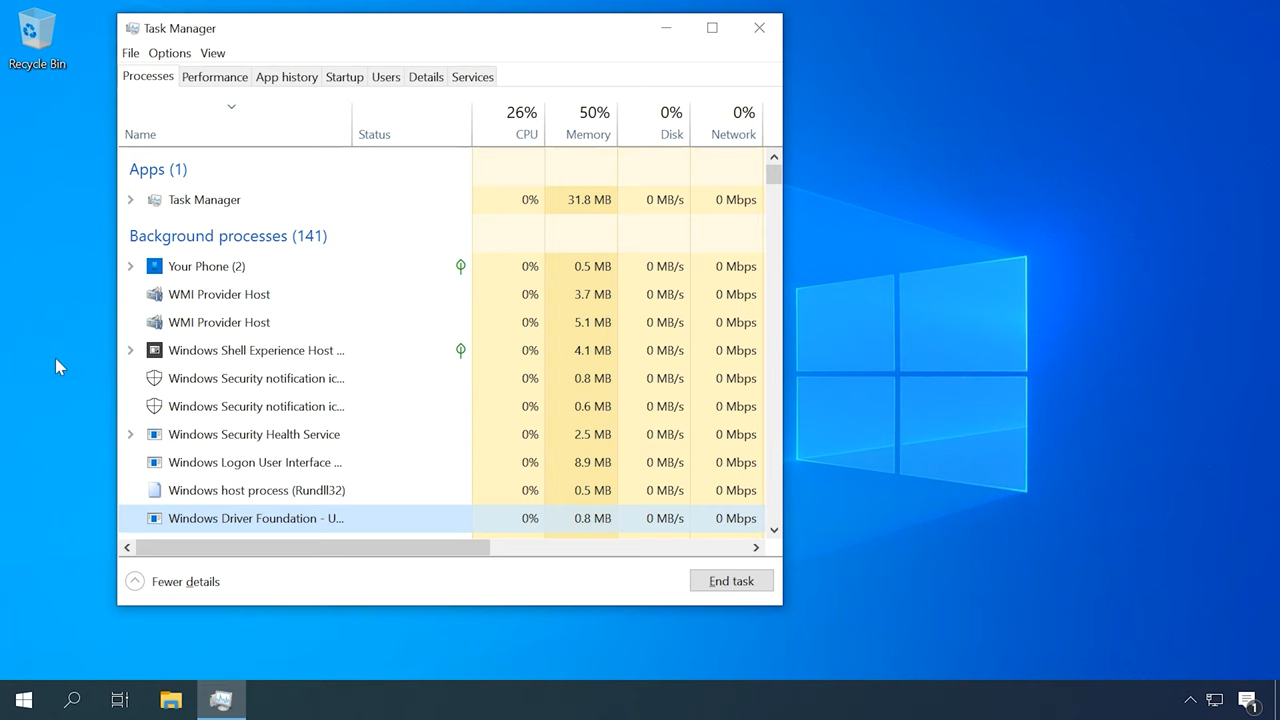 Recycle Bin
Task Manager
File Options View
Processes Performance App history Startup Users Details Services
26% 50% 0% 0%
Name Status CPU Memory Disk Network
Apps (1)
Task Manager 0% 31.8 MB 0 MB/s 0 Mbps
Background processes (141)
Your Phone (2) 0% 0.5 MB 0 MB/s 0 Mbps
WMI Provider Host 0% 3.7 MB 0 MB/s 0 Mbps
WMI Provider Host 0% 5.1 MB 0 MB/s 0 Mbps
Windows Shell Experience Host ... 0% 4.1 MB 0 MB/s 0 Mbps
Windows Security notification ic... 0% 0.8 MB 0 MB/s 0 Mbps
Windows Security notification ic... 0% 0.6 MB 0 MB/s 0 Mbps
Windows Security Health Service 0% 2.5 MB 0 MB/s 0 Mbps
Windows Logon User Interface ... 0% 8.9 MB 0 MB/s 0 Mbps
Windows host process (Rundll32) 0% 0.5 MB 0 MB/s 0 Mbps
Windows Driver Foundation - U... 0% 0.8 MB 0 MB/s 0 Mbps
Fewer details End task
1